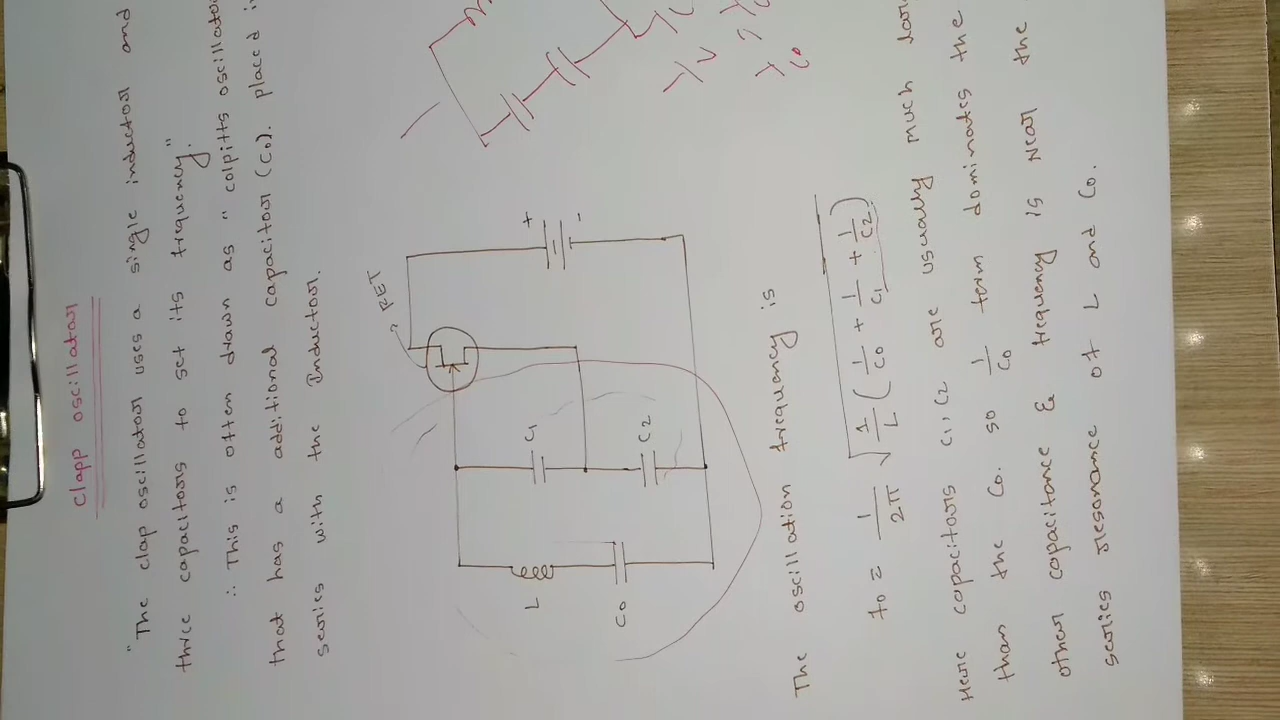 Clapp oscillator
"The clap oscillator uses a single inductor and
three capacitors to set its frequency"
∴ This is often drawn as " colpitts oscillator
that has a additional capacitor (C0). placed i
series with the Inductor.
FET
+
-
C1
C2
L
C0
The oscillation frequency is
f0 = 1/2π √1/L (1/C0 + 1/C1 + 1/C2)
Here capacitors C1, C2 are usually much lar
than the C0. so 1/C0 term dominates the
other capacitance & frequency is Near the
series resonance of L and C0.